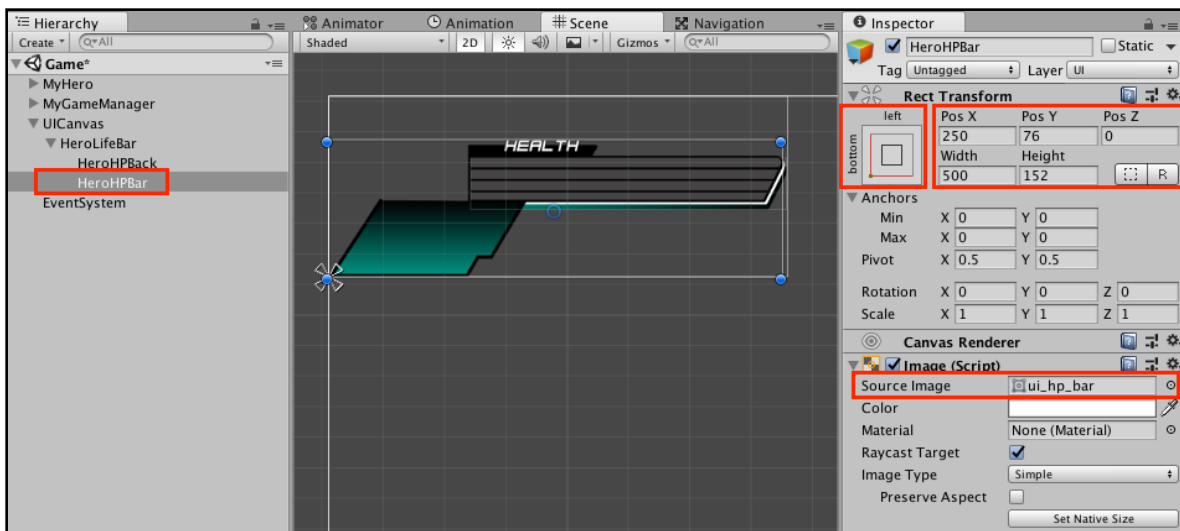 Hierarchy
Create
All
Game*
MyHero
MyGameManager
UICanvas
HeroLifeBar
HeroHPBack
HeroHPBar
EventSystem
Animator Animation Scene Navigation
Shaded 2D Gizmos All
HEALTH
Inspector
HeroHPBar Static
Tag Untagged Layer UI
Rect Transform
left Pos X Pos Y Pos Z
bottom 250 76 0
Width Height
500 152 R
Anchors
Min X 0 Y 0
Max X 0 Y 0
Pivot X 0.5 Y 0.5
Rotation X 0 Y 0 Z 0
Scale X 1 Y 1 Z 1
Canvas Renderer
Image (Script)
Source Image ui_hp_bar
Color
Material None (Material)
Raycast Target
Image Type Simple
Preserve Aspect
Set Native Size